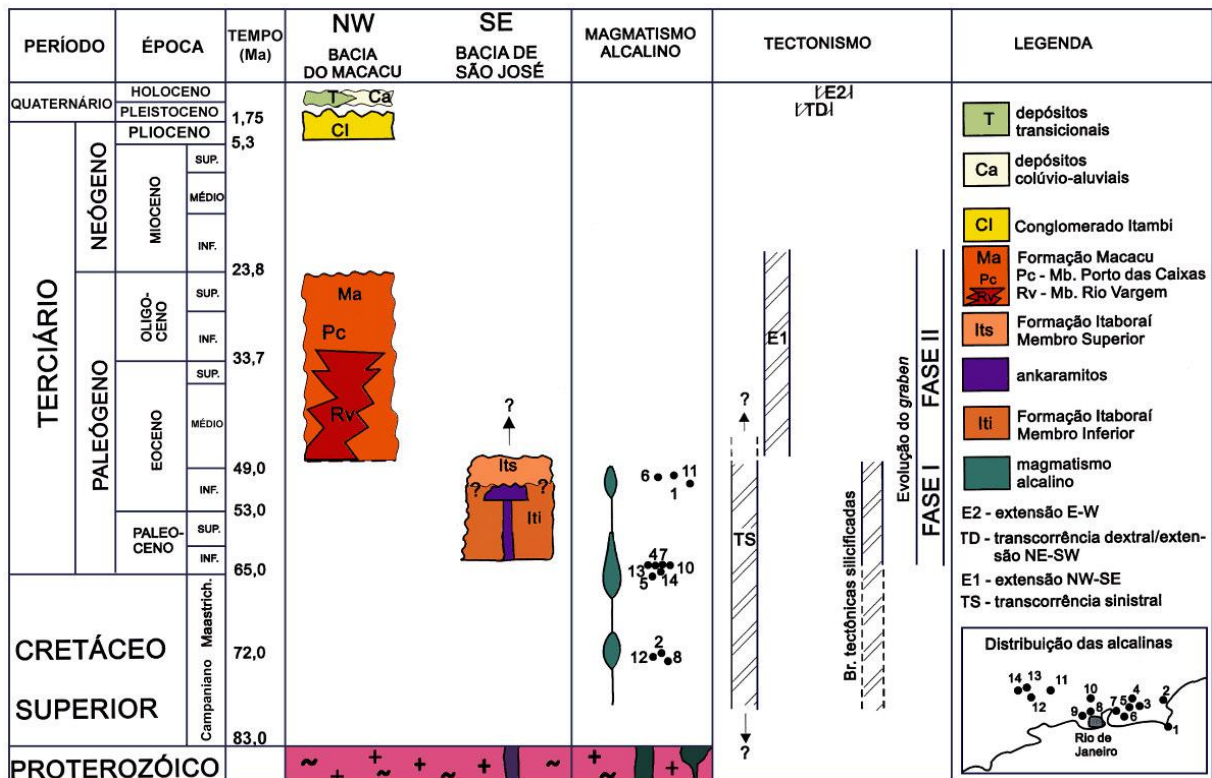 PERÍODO
ÉPOCA
TEMPO
(Ma)
NW
BACIA
DO MACACU
SE
BACIA DE
SÃO JOSÉ
MAGMATISMO
ALCALINO
TECTONISMO
LEGENDA
QUATERNÁRIO
HOLOCENO
PLEISTOCENO
1,75
TERCIÁRIO
NEÓGENO
PLIOCENO
5,3
MIOCENO
SUP.
MÉDIO
INF.
23,8
PALEÓGENO
OLIGO-
CENO
SUP.
INF.
33,7
EOCENO
SUP.
MÉDIO
49,0
INF.
53,0
PALEO-
CENO
SUP.
INF.
65,0
CRETÁCEO
SUPERIOR
Maastrich.
72,0
Campaniano
83,0
PROTEROZÓICO
T
Ca
Cl
Ma
Pc
Rv
?
Its
?
?
Iti
6
11
1
47
13
10
5
14
2
12
8
E2
TD
E1
?
TS
?
Br. tectônicas silicificadas
Evolução do graben
FASE I
FASE II
T
depósitos
transicionais
Ca
depósitos
colúvio-aluviais
Cl
Conglomerado Itambi
Ma
Pc
Rv
Formação Macacu
Pc - Mb. Porto das Caixas
Rv - Mb. Rio Vargem
Its
Formação Itaboraí
Membro Superior
ankaramitos
Iti
Formação Itaboraí
Membro Inferior
magmatismo
alcalino
E2 - extensão E-W
TD - transcorrência dextral/exten-
são NE-SW
E1 - extensão NW-SE
TS - transcorrência sinistral
Distribuição das alcalinas
14
13
11
12
10
9
8
7
5
4
3
6
2
1
Rio de
Janeiro